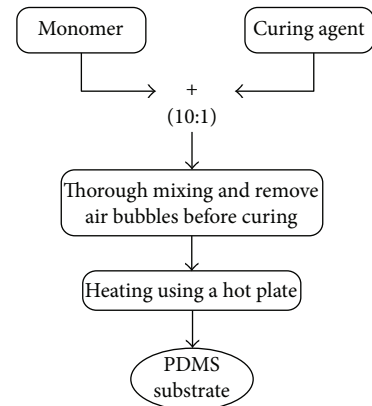 Monomer
Curing agent
+
(10:1)
Thorough mixing and remove
air bubbles before curing
Heating using a hot plate
PDMS
substrate